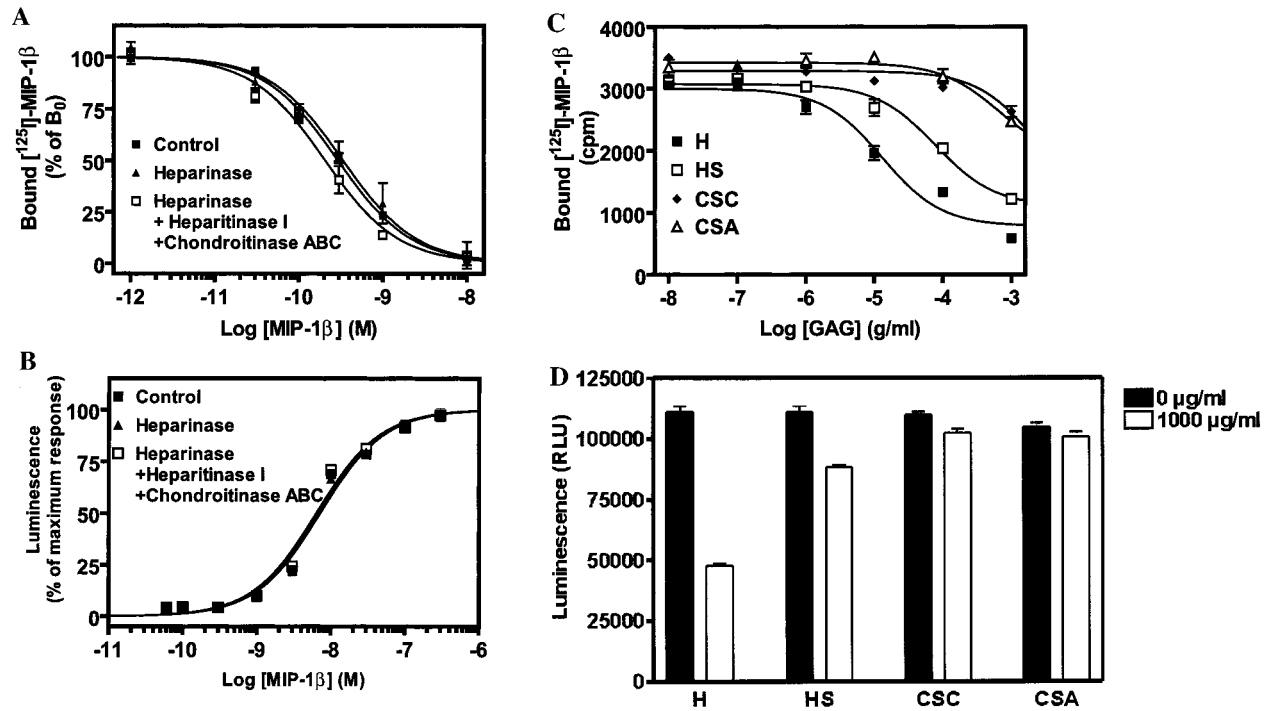 A
Bound [¹²⁵I]-MIP-1β
(% of B₀)
100
75
50
25
0
Control
Heparinase
Heparinase
+ Heparitinase I
+Chondroitinase ABC
-12 -11 -10 -9 -8
Log [MIP-1β] (M)
B
Luminescence
(% of maximum response)
100
75
50
25
0
Control
Heparinase
Heparinase
+Heparitinase I
+Chondroitinase ABC
-11 -10 -9 -8 -7 -6
Log [MIP-1β] (M)
C
Bound [¹²⁵I]-MIP-1β
(cpm)
4000
3000
2000
1000
0
H
HS
CSC
CSA
-8 -7 -6 -5 -4 -3
Log [GAG] (g/ml)
D
Luminescence (RLU)
125000
100000
75000
50000
25000
0
H HS CSC CSA
0 µg/ml
1000 µg/ml